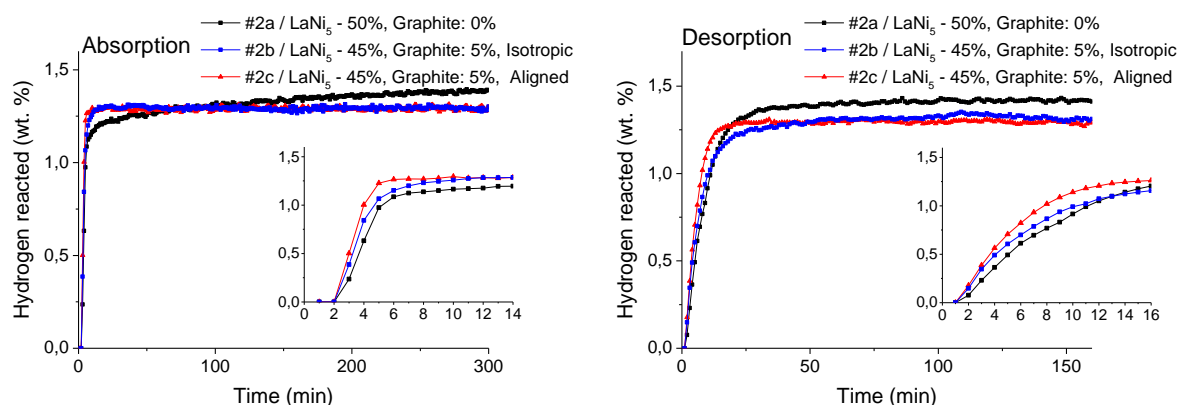 Absorption
#2a / LaNi5 - 50%, Graphite: 0%
#2b / LaNi5 - 45%, Graphite: 5%, Isotropic
#2c / LaNi5 - 45%, Graphite: 5%, Aligned
Hydrogen reacted (wt. %)
1,5
1,0
0,5
0,0
1,5
1,0
0,5
0,0
0 2 4 6 8 10 12 14
0 100 200 300
Time (min)
Desorption
#2a / LaNi5 - 50%, Graphite: 0%
#2b / LaNi5 - 45%, Graphite: 5%, Isotropic
#2c / LaNi5 - 45%, Graphite: 5%, Aligned
Hydrogen reacted (wt. %)
1,5
1,0
0,5
0,0
1,5
1,0
0,5
0,0
0 2 4 6 8 10 12 14 16
0 50 100 150
Time (min)